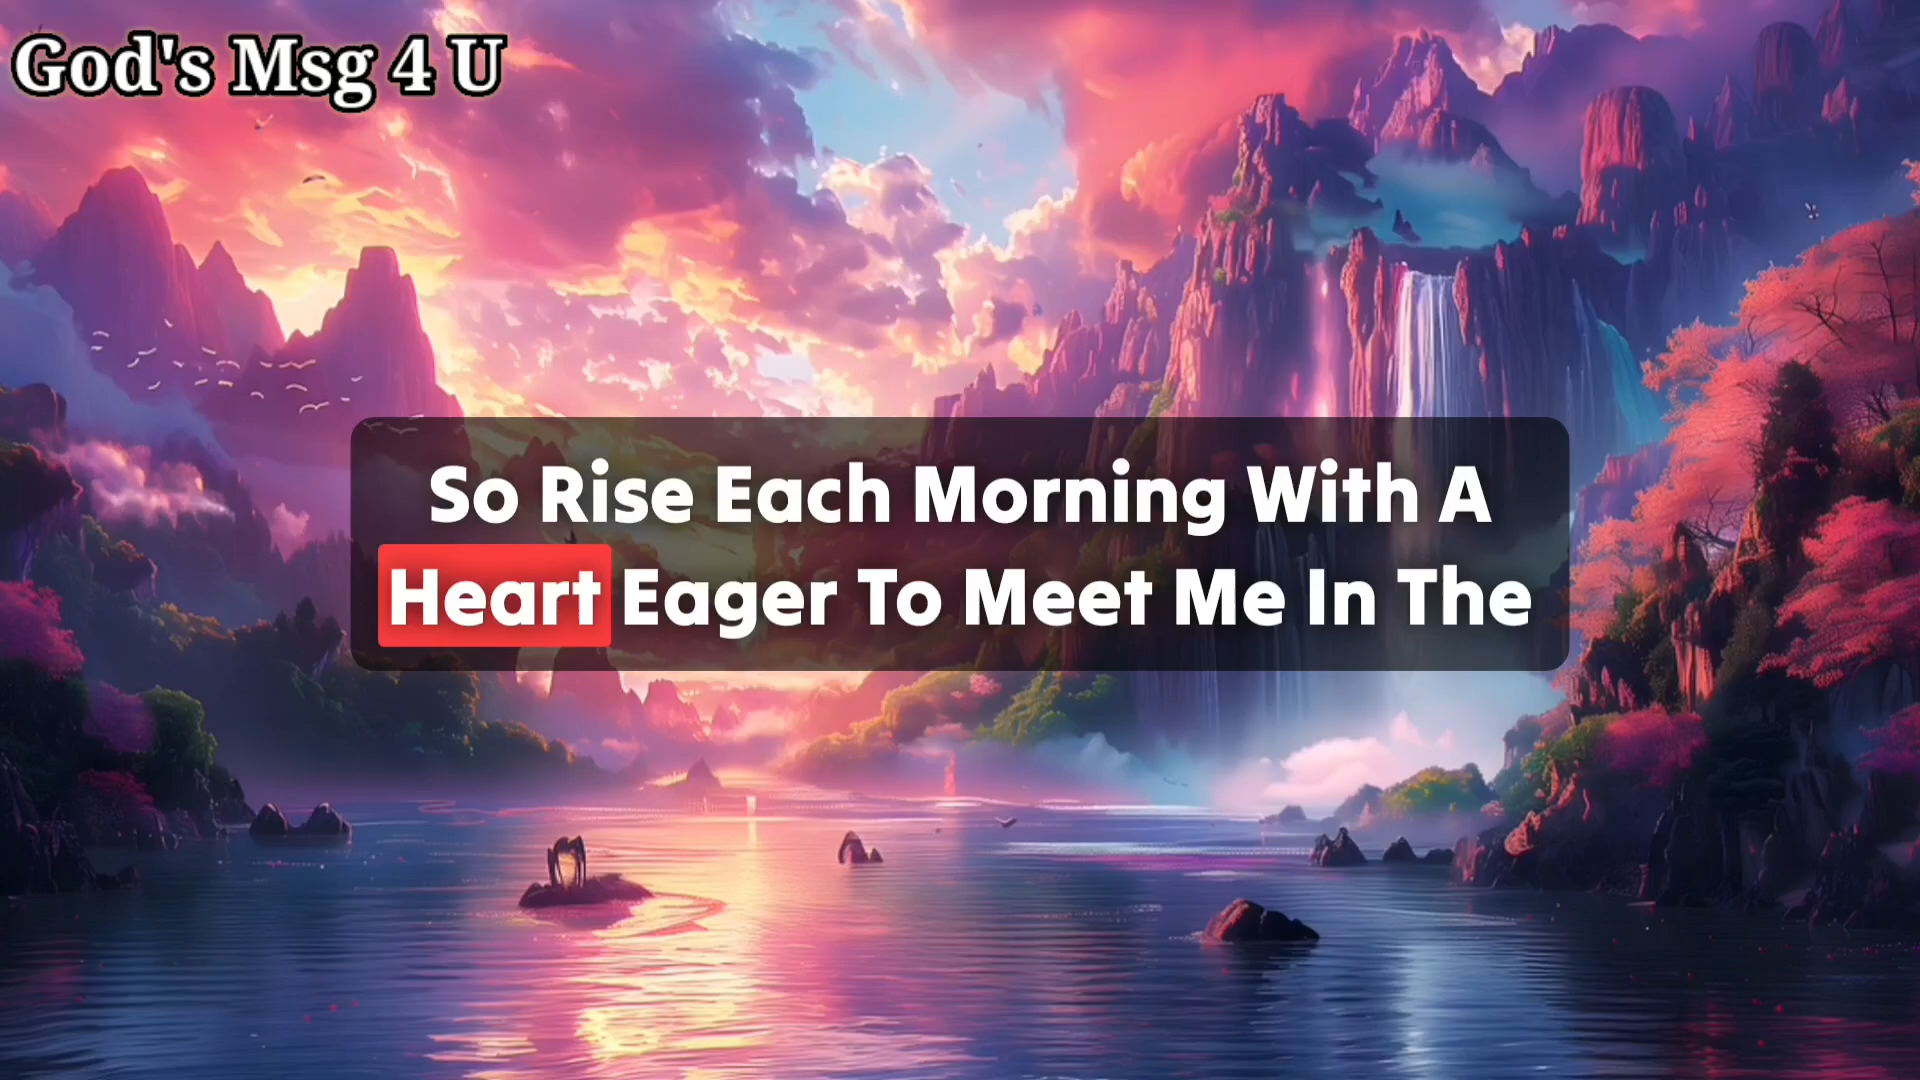 God's Msg 4 U
So Rise Each Morning With A
Heart Eager To Meet Me In The